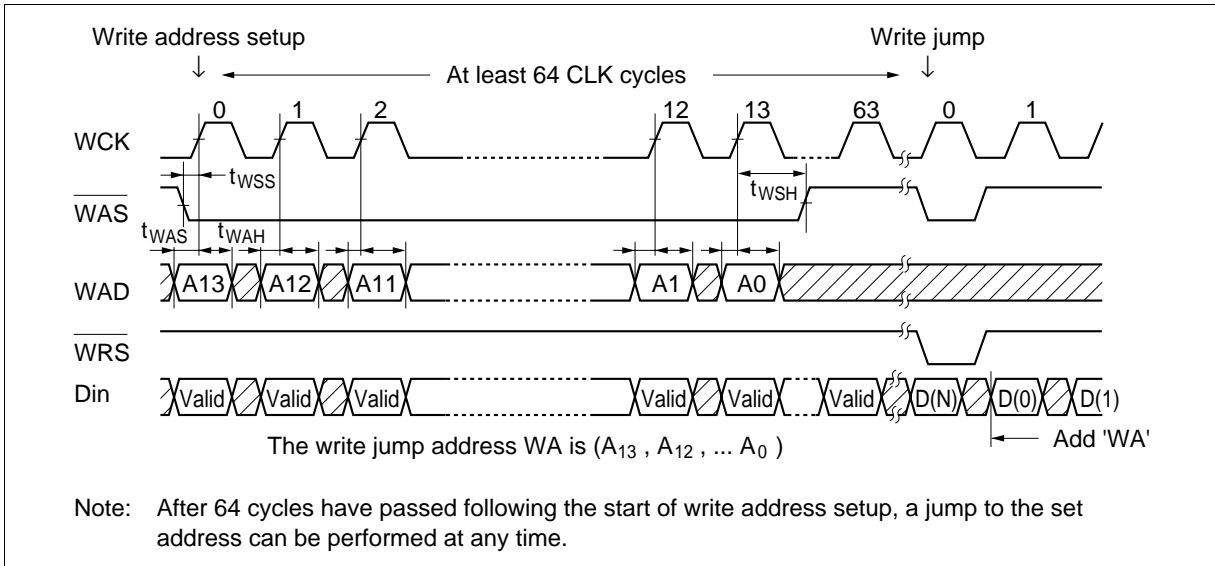 Write address setup Write jump
At least 64 CLK cycles
0 1 2 12 13 63 0 1
WCK
tWSS
tWSH
WAS
tWAS tWAH
WAD A13 A12 A11 A1 A0
WRS
Din Valid Valid Valid Valid Valid Valid D(N) D(0) D(1)
The write jump address WA is (A13 , A12 , ... A0 ) Add 'WA'
Note: After 64 cycles have passed following the start of write address setup, a jump to the set
address can be performed at any time.